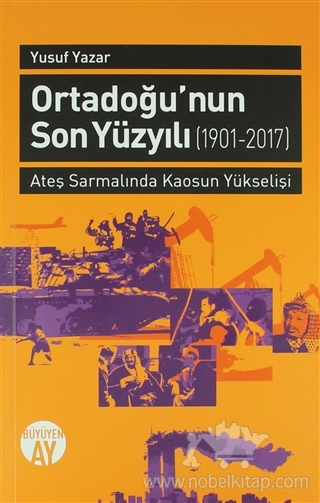 Yusuf Yazar
Ortadoğu'nun
Son Yüzyılı (1901-2017)
Ateş Sarmalında Kaosun Yükselişi
BÜYÜYEN
AY
www.nobelkitap.com